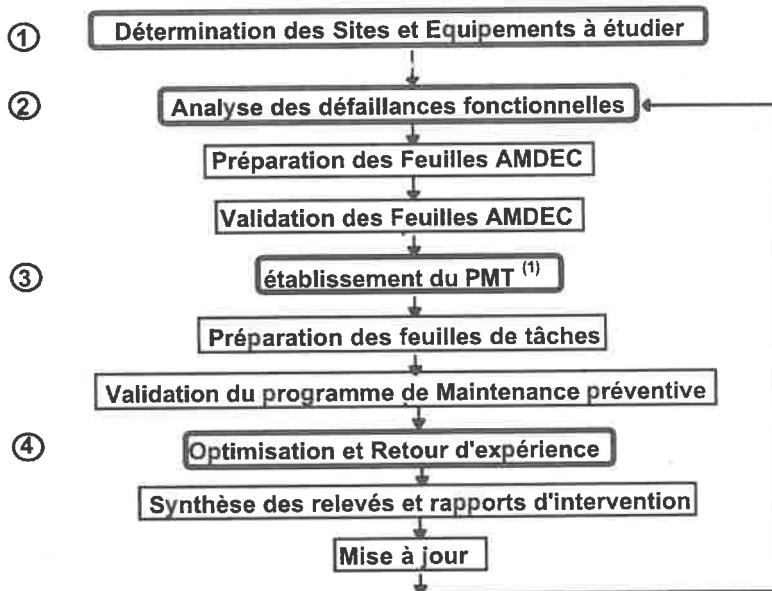 ① Détermination des Sites et Equipements à étudier
② Analyse des défaillances fonctionnelles
Préparation des Feuilles AMDEC
Validation des Feuilles AMDEC
③ établissement du PMT (1)
Préparation des feuilles de tâches
Validation du programme de Maintenance préventive
④ Optimisation et Retour d'expérience
Synthèse des relevés et rapports d'intervention
Mise à jour